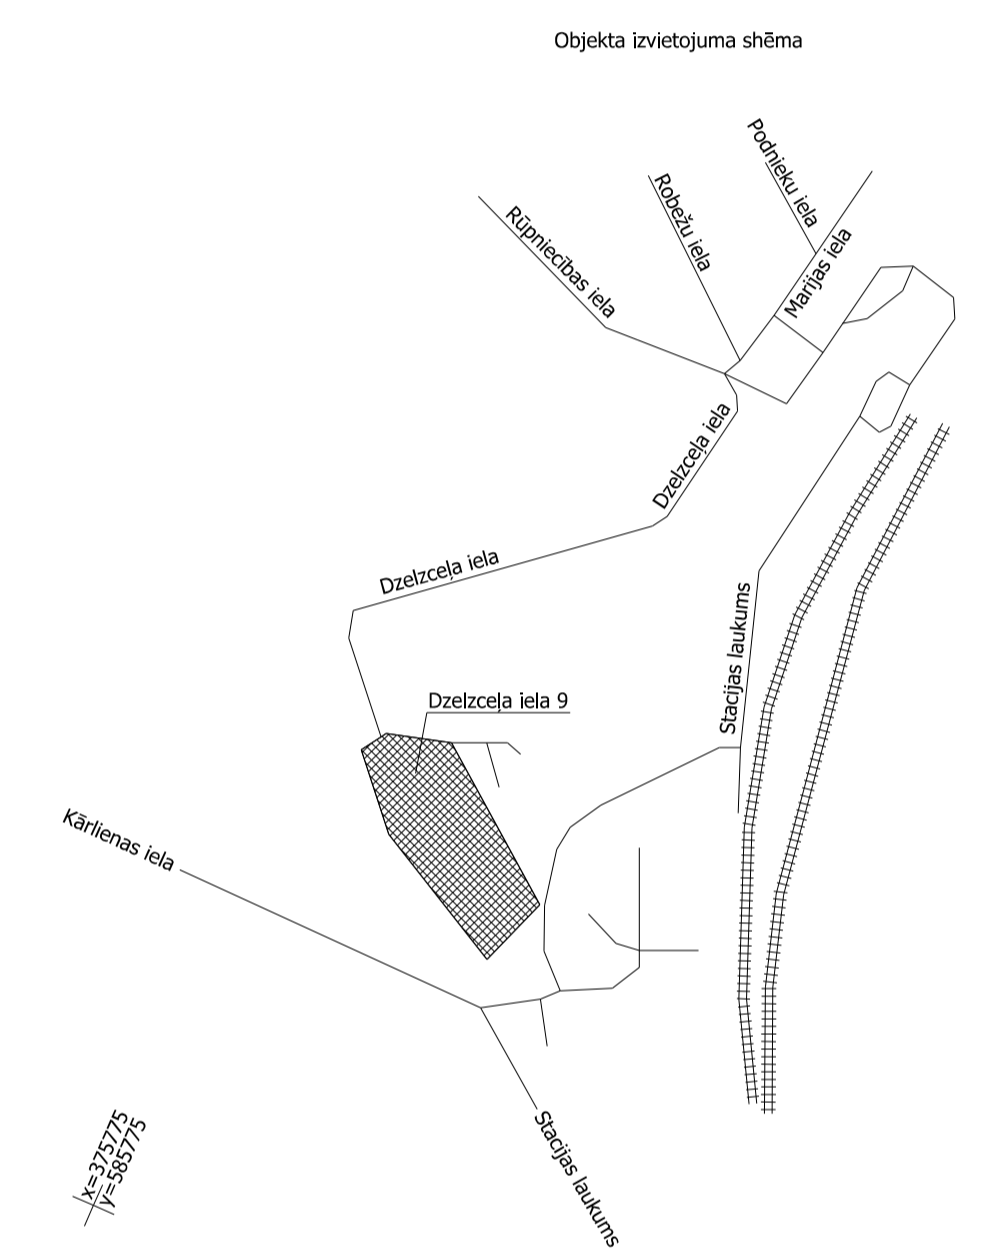 Objekta izvietojuma shēma
Podnieku iela
Robežu iela
Rūpniecības iela
Marijas iela
Dzelzceļa iela
Dzelzceļa iela
Stacijas laukums
Dzelzceļa iela 9
Kārlienas iela
x=375775
y=585775
Stacijas laukums